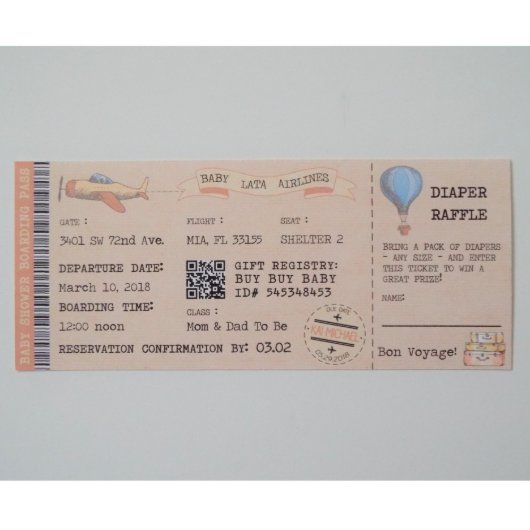 BABY SHOWER BOARDING PASS
BABY LATA AIRLINES
GATE :
FLIGHT :
SEAT :
3401 SW 72nd Ave.
MIA, FL 33155
SHELTER 2
DEPARTURE DATE:
March 10, 2018
BOARDING TIME:
12:00 noon
GIFT REGISTRY:
BUY BUY BABY
ID# 545348453
CLASS :
Mom & Dad To Be
RESERVATION CONFIRMATION BY: 03.02
DUE DATE
KAI MICHAEL
05.29.2018
DIAPER
RAFFLE
BRING A PACK OF DIAPERS
- ANY SIZE - AND ENTER
THIS TICKET TO WIN A
GREAT PRIZE!
NAME:
Bon Voyage!